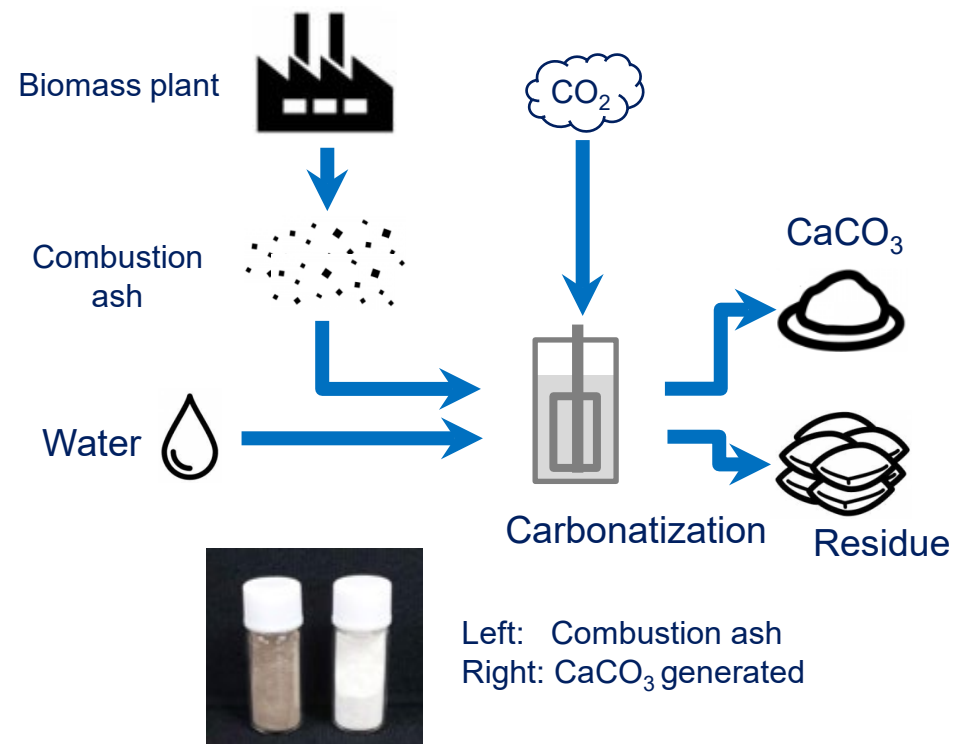 Biomass plant
CO₂
Combustion
ash
CaCO₃
Water
Carbonatization
Residue
Left: Combustion ash
Right: CaCO₃ generated